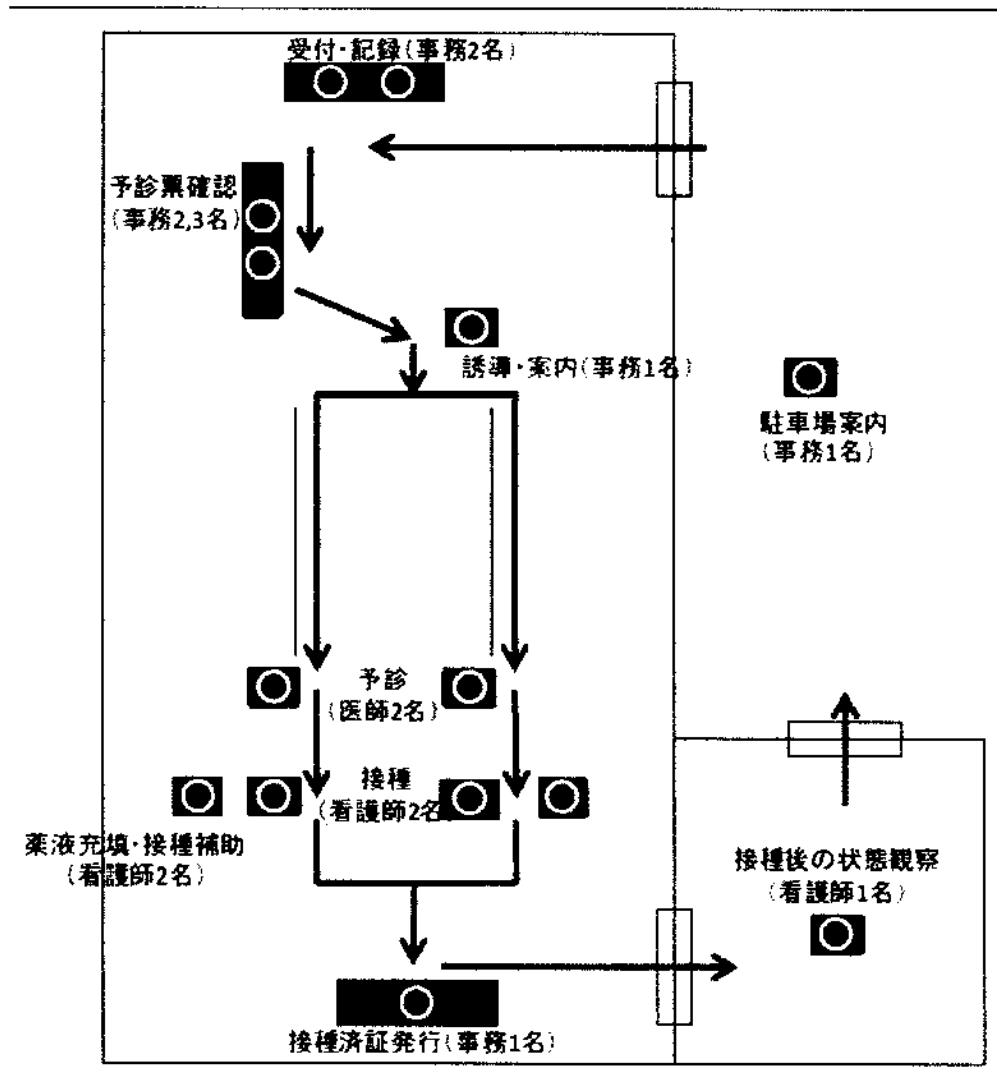 受付・記録(事務2名)
予診票確認
(事務2,3名)
誘導・案内(事務1名)
駐車場案内
(事務1名)
予診
(医師2名)
接種
(看護師2名)
薬液充填・接種補助
(看護師2名)
接種後の状態観察
(看護師1名)
接種済証発行(事務1名)